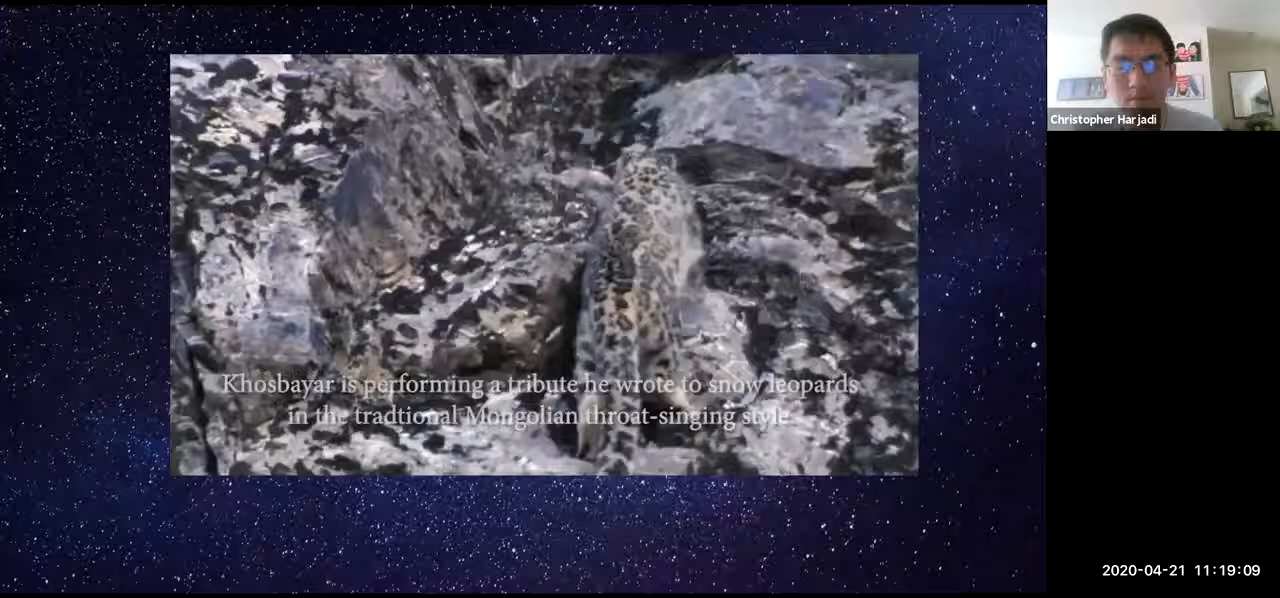 Khosbayar is performing a tribute he wrote to snow leopards
in the tradtional Mongolian throat-singing style
Christopher Harjadi
2020-04-21 11:19:09